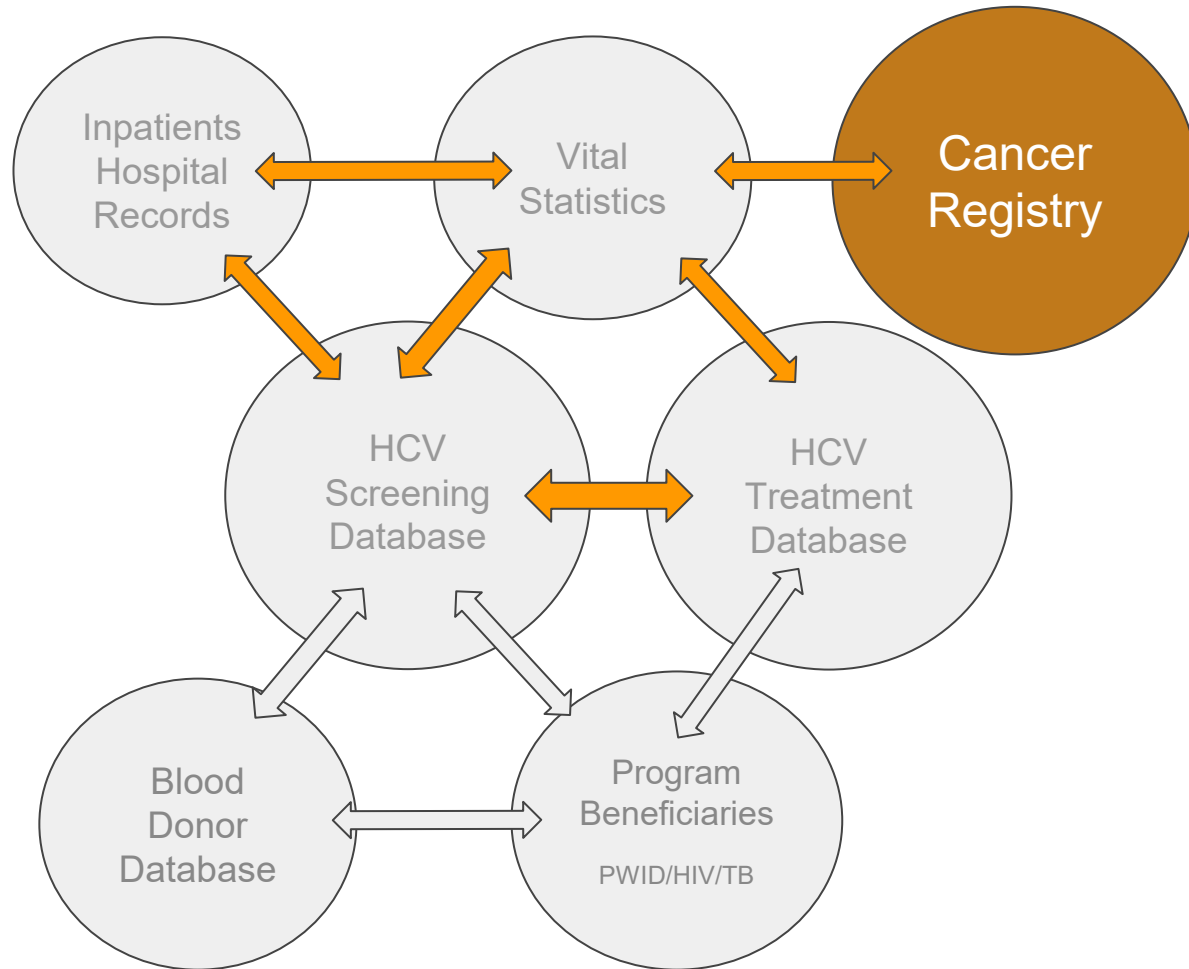 Inpatients
Hospital
Records
Vital
Statistics
Cancer
Registry
HCV
Screening
Database
HCV
Treatment
Database
Blood
Donor
Database
Program
Beneficiaries
PWID/HIV/TB